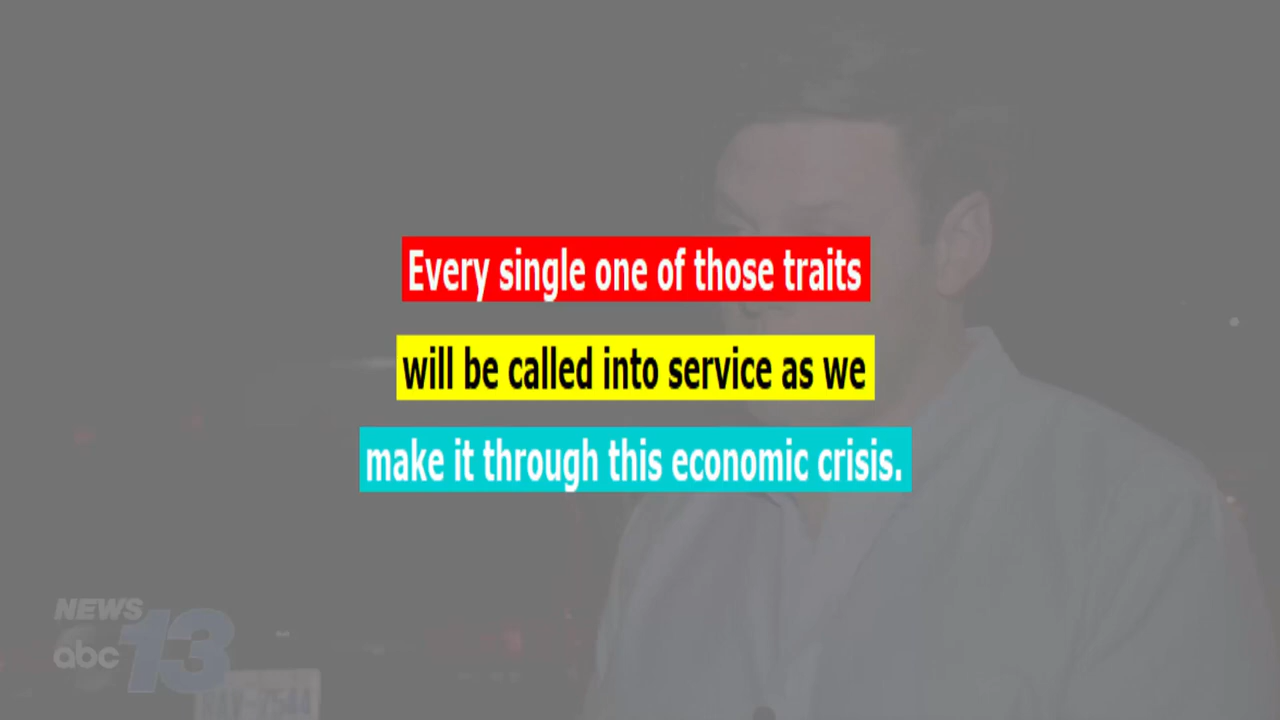 Every single one of those traits
will be called into service as we
make it through this economic crisis.
NEWS
abc 13